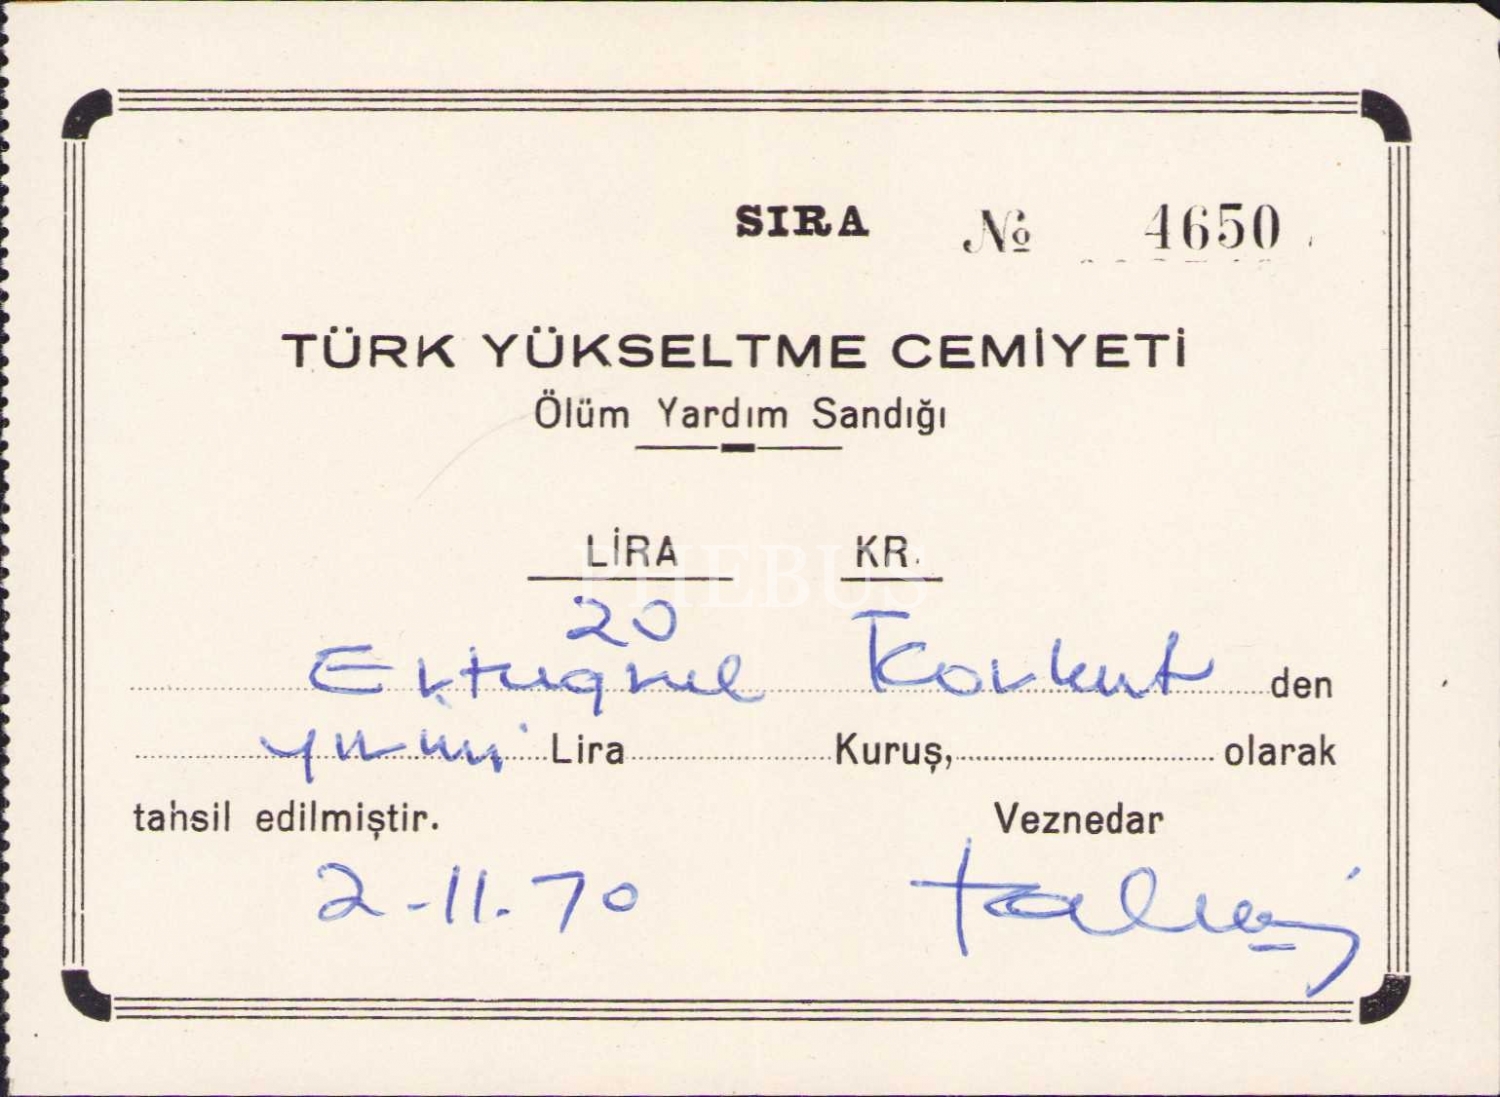 SIRA № 4650
TÜRK YÜKSELTME CEMİYETİ
Ölüm Yardım Sandığı
LİRA KR.
PHEBUS
20
Ertuğrul Korkut den
yirmi Lira Kuruş, olarak
tahsil edilmiştir. Veznedar
2-11.70